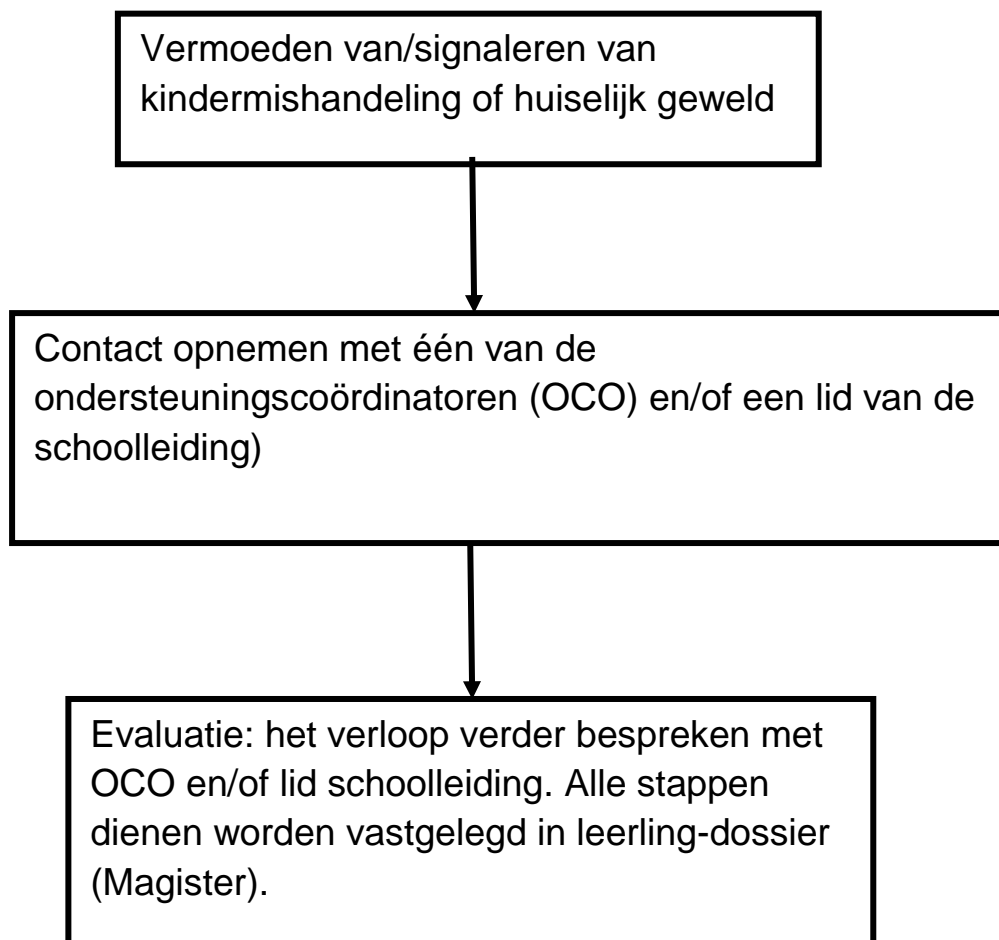 Vermoeden van/signaleren van
kindermishandeling of huiselijk geweld
Contact opnemen met één van de
ondersteuningscoördinatoren (OCO) en/of een lid van de
schoolleiding)
Evaluatie: het verloop verder bespreken met
OCO en/of lid schoolleiding. Alle stappen
dienen worden vastgelegd in leerling-dossier
(Magister).